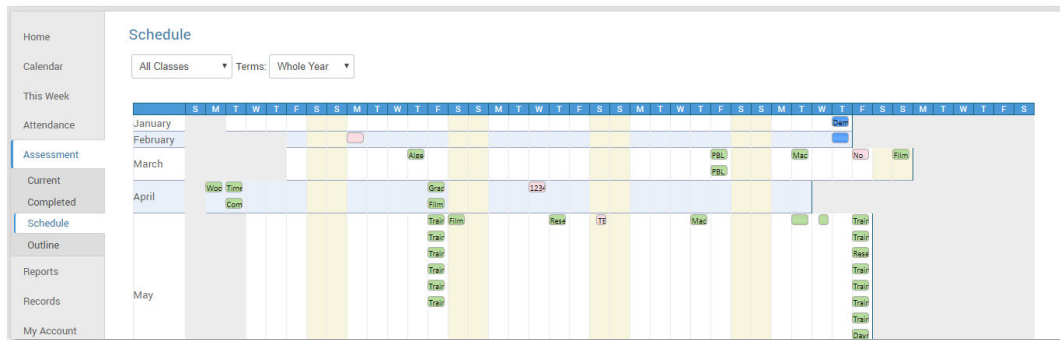 Home
Calendar
This Week
Attendance
Assessment
Current
Completed
Schedule
Outline
Reports
Records
My Account
Schedule
All Classes Terms: Whole Year
S M T W T F S S M T W T F S S M T W T F S S M T W T F S S M T W T F S S M T W T F S
January Dem
February
March Alge PBL Mac No Film
PBL
April Woo Time Grap 1234
Com Film
May Train Film Rese TE Mac Train
Train Train
Train Rese
Train Train
Train Train
Train Train
Train
Dayr